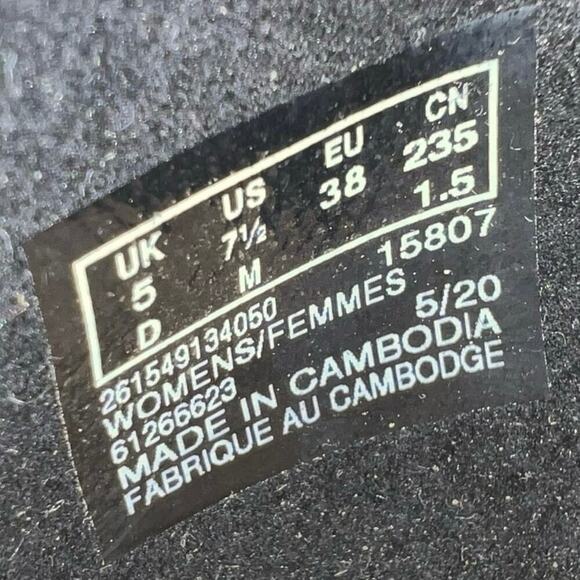 UK US EU CN
5 7½ 38 235
D M 1.5
261549134050 15807
WOMENS/FEMMES
61266623 5/20
MADE IN CAMBODIA
FABRIQUE AU CAMBODGE